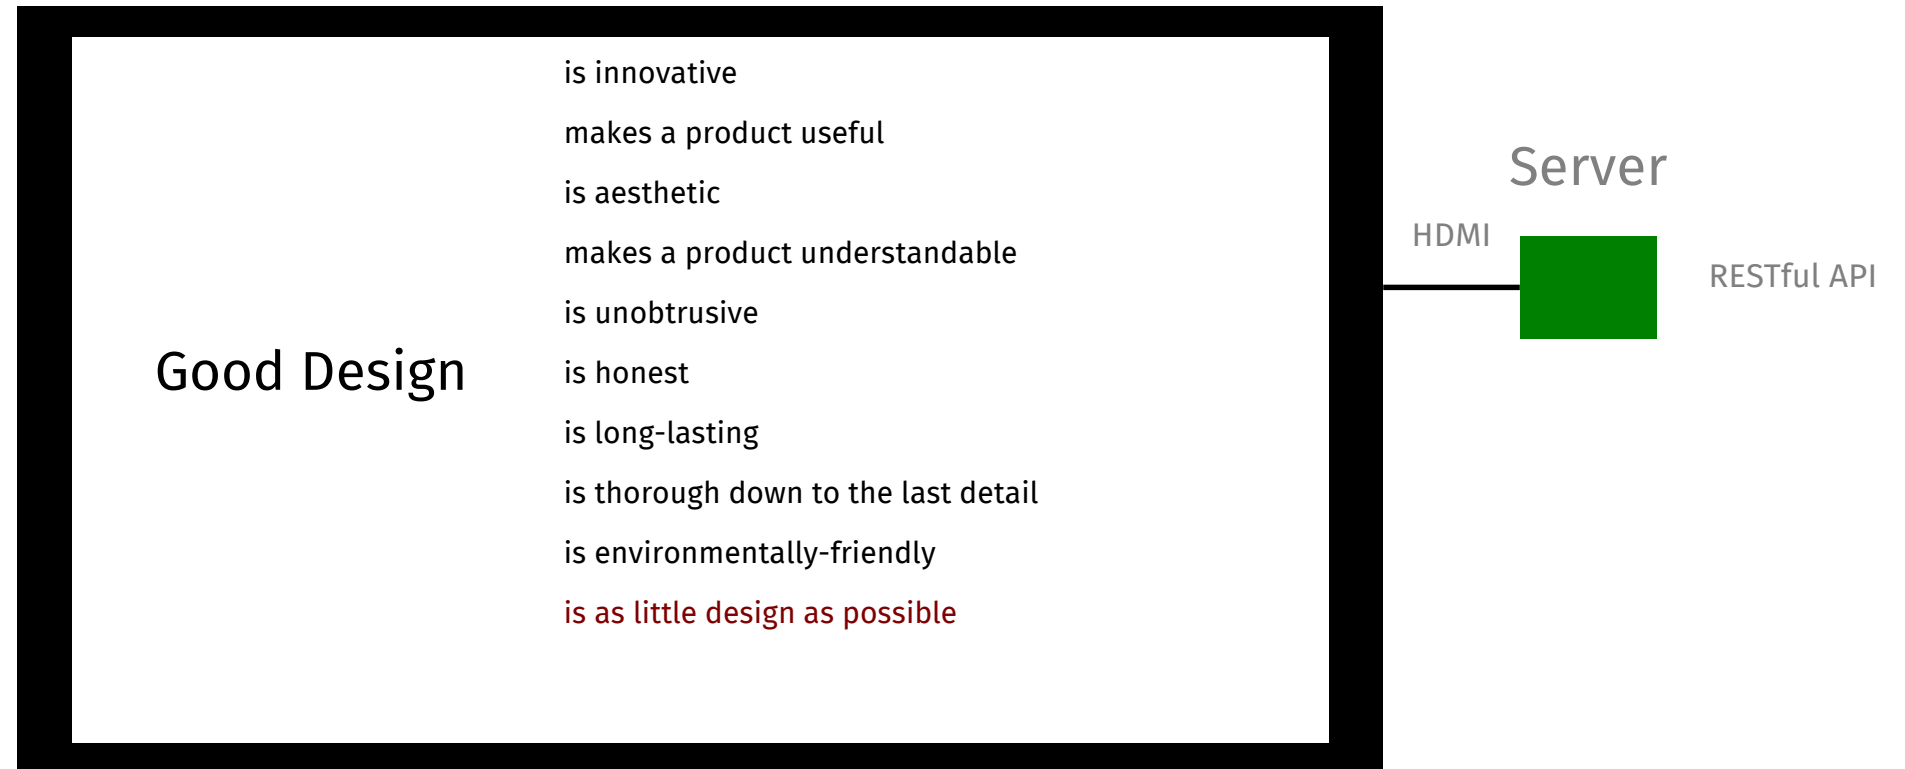 Good Design
is innovative
makes a product useful
is aesthetic
makes a product understandable
is unobtrusive
is honest
is long-lasting
is thorough down to the last detail
is environmentally-friendly
is as little design as possible
Server
HDMI
RESTful API